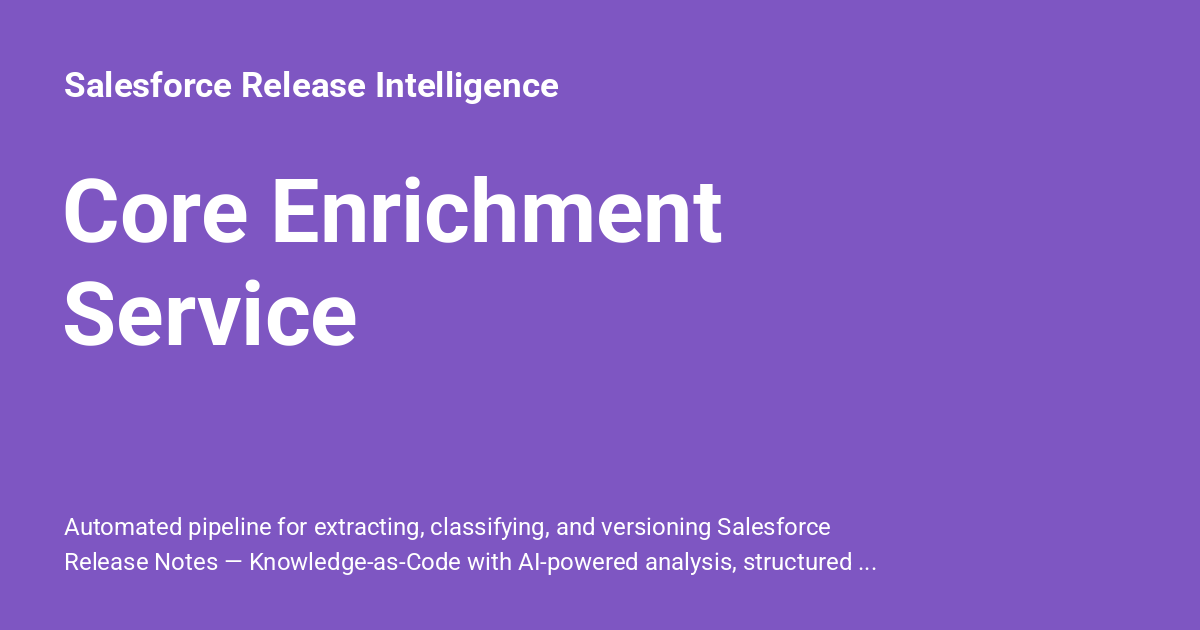 Salesforce Release Intelligence
Core Enrichment
Service
Automated pipeline for extracting, classifying, and versioning Salesforce
Release Notes — Knowledge-as-Code with AI-powered analysis, structured ...